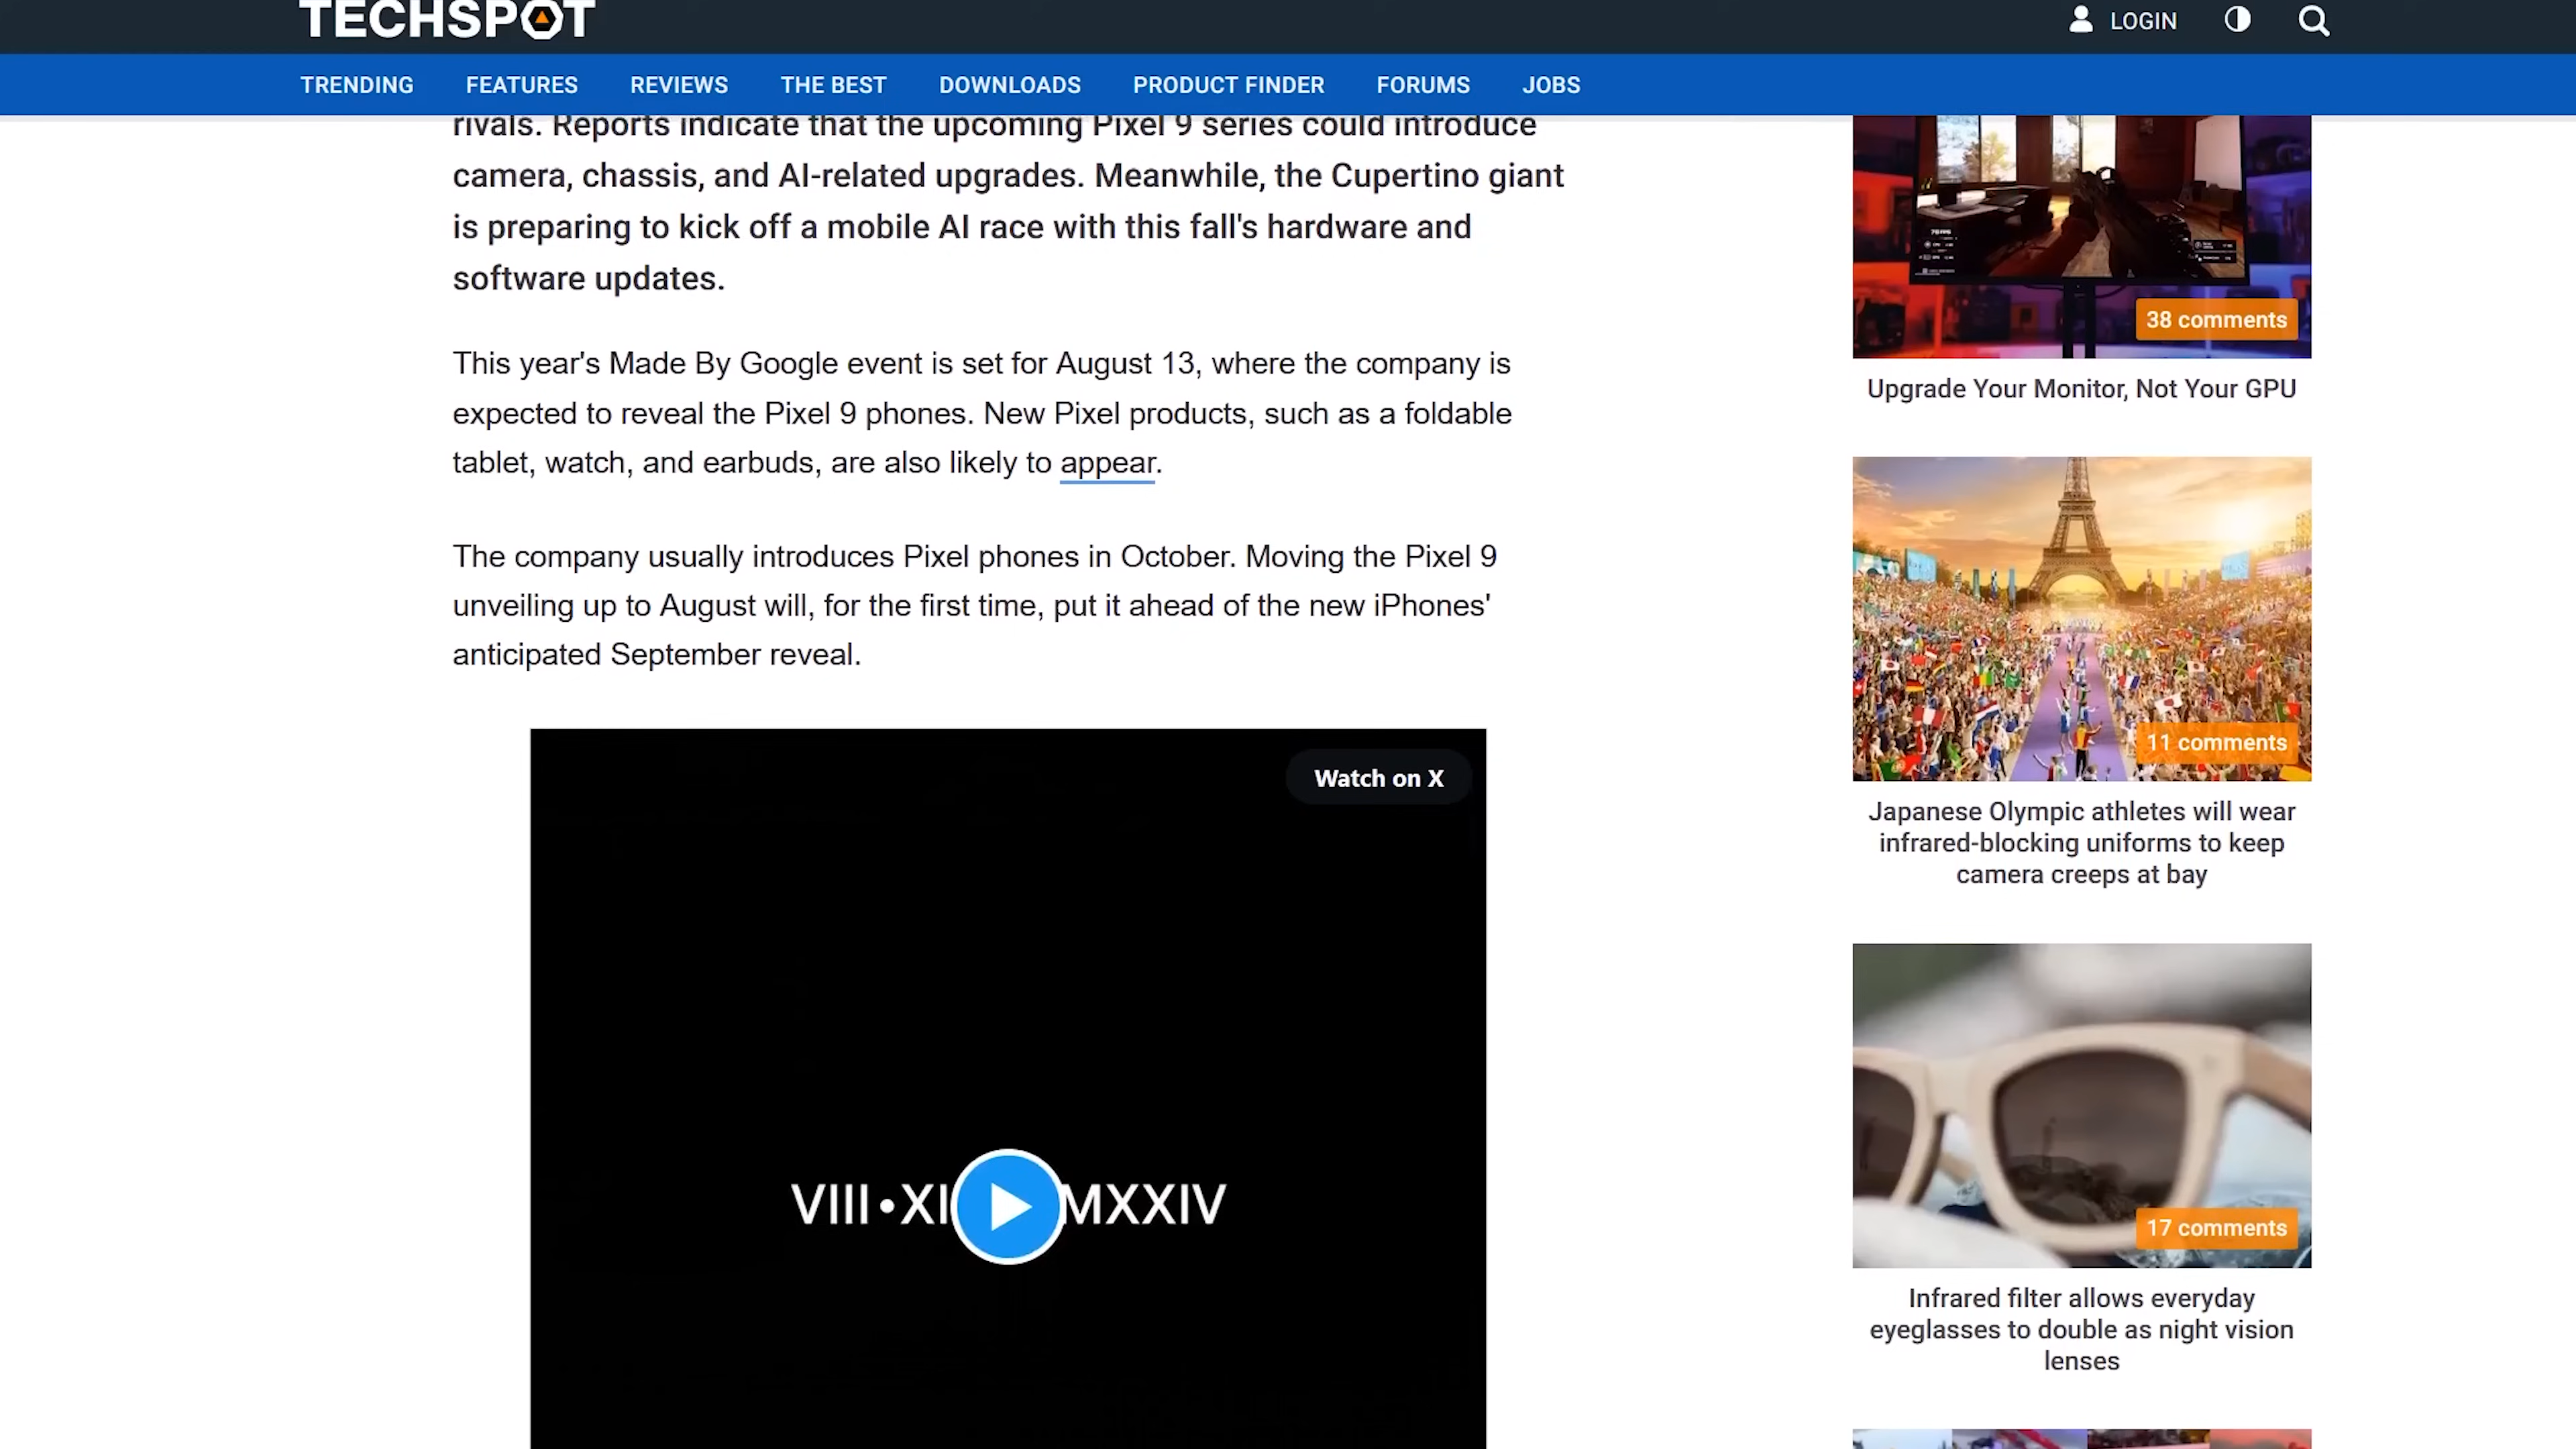 TECHSPOT
LOGIN
TRENDING FEATURES REVIEWS THE BEST DOWNLOADS PRODUCT FINDER FORUMS JOBS
rivals. Reports indicate that the upcoming Pixel 9 series could introduce
camera, chassis, and AI-related upgrades. Meanwhile, the Cupertino giant
is preparing to kick off a mobile AI race with this fall's hardware and
software updates.
This year's Made By Google event is set for August 13, where the company is
expected to reveal the Pixel 9 phones. New Pixel products, such as a foldable
tablet, watch, and earbuds, are also likely to appear.
The company usually introduces Pixel phones in October. Moving the Pixel 9
unveiling up to August will, for the first time, put it ahead of the new iPhones'
anticipated September reveal.
Watch on X
VIII•XI MXXIV
38 comments
Upgrade Your Monitor, Not Your GPU
11 comments
Japanese Olympic athletes will wear
infrared-blocking uniforms to keep
camera creeps at bay
17 comments
Infrared filter allows everyday
eyeglasses to double as night vision
lenses